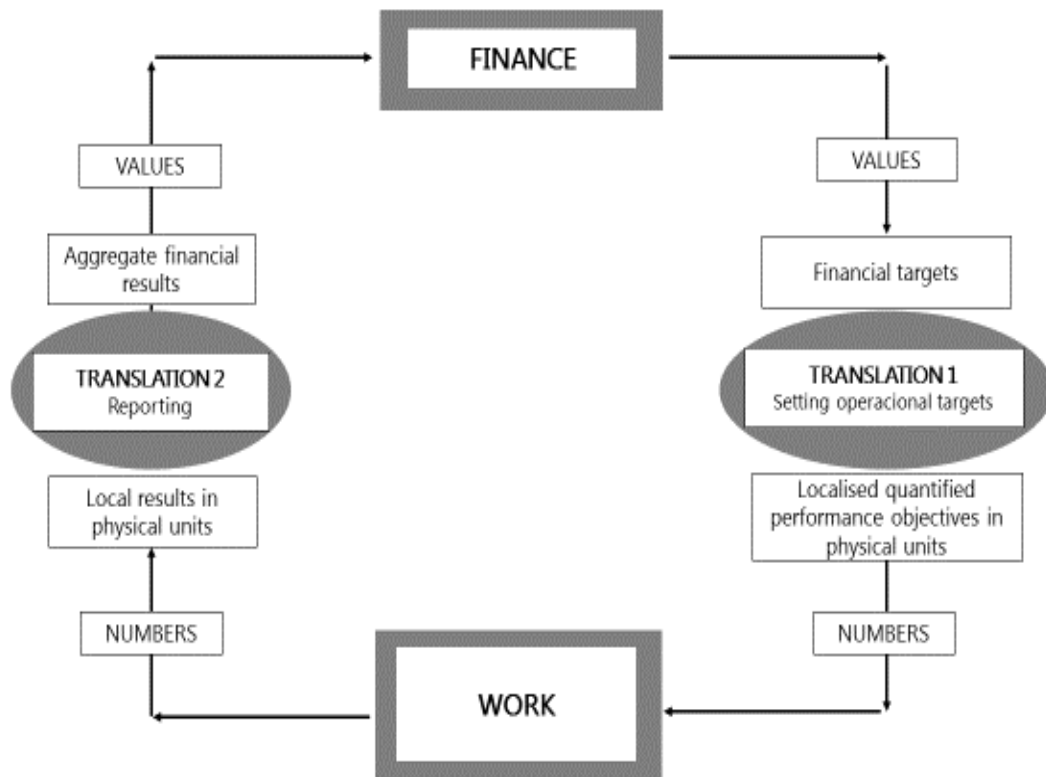 FINANCE
VALUES
VALUES
Aggregate financial
results
Financial targets
TRANSLATION 2
Reporting
TRANSLATION 1
Setting operacional targets
Local results in
physical units
Localised quantified
performance objectives in
physical units
NUMBERS
NUMBERS
WORK